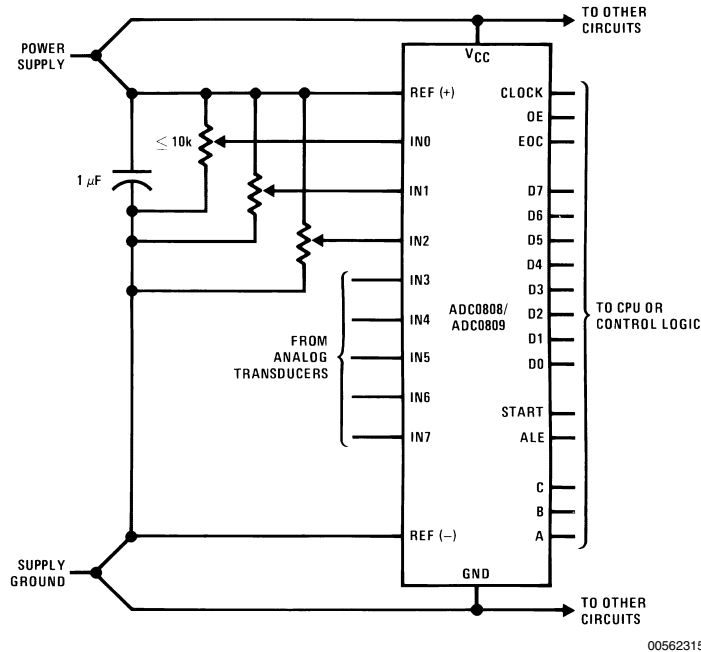 TO OTHER
CIRCUITS
POWER
SUPPLY
VCC
REF (+)
CLOCK
OE
≤ 10k
IN0
EOC
1 μF
IN1
D7
D6
IN2
D5
D4
IN3
D3
ADC0808/
ADC0809
IN4
D2
TO CPU OR
CONTROL LOGIC
FROM
ANALOG
TRANSDUCERS
IN5
D1
D0
IN6
START
IN7
ALE
C
B
REF (−)
A
SUPPLY
GROUND
GND
TO OTHER
CIRCUITS
00562315